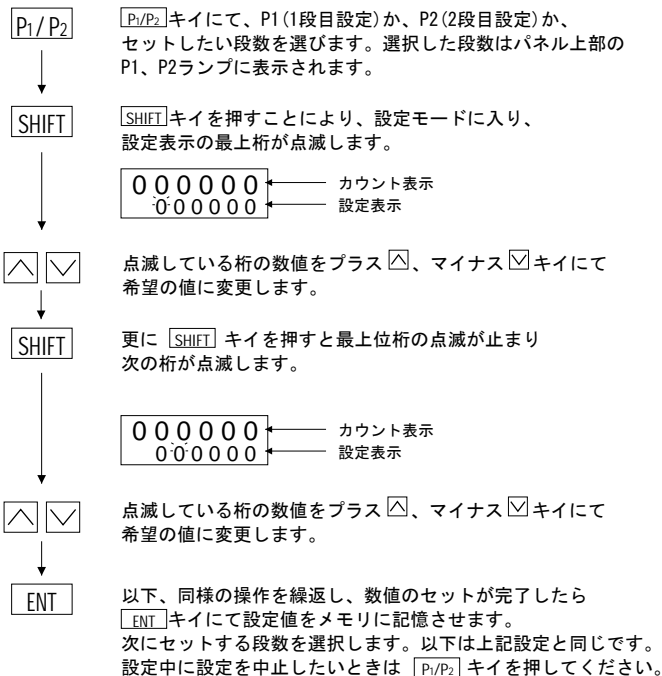 P1/P2
P1/P2 キイにて、P1(1段目設定)か、P2(2段目設定)か、
セットしたい段数を選びます。選択した段数はパネル上部の
P1、P2ランプに表示されます。
SHIFT
SHIFT キイを押すことにより、設定モードに入り、
設定表示の最上桁が点滅します。
000000 カウント表示
000000 設定表示
点滅している桁の数値をプラス、マイナスキイにて
希望の値に変更します。
SHIFT
更に SHIFT キイを押すと最上位桁の点滅が止まり
次の桁が点滅します。
000000 カウント表示
000000 設定表示
点滅している桁の数値をプラス、マイナスキイにて
希望の値に変更します。
ENT
以下、同様の操作を繰返し、数値のセットが完了したら
ENT キイにて設定値をメモリに記憶させます。
次にセットする段数を選択します。以下は上記設定と同じです。
設定中に設定を中止したいときは P1/P2 キイを押してください。